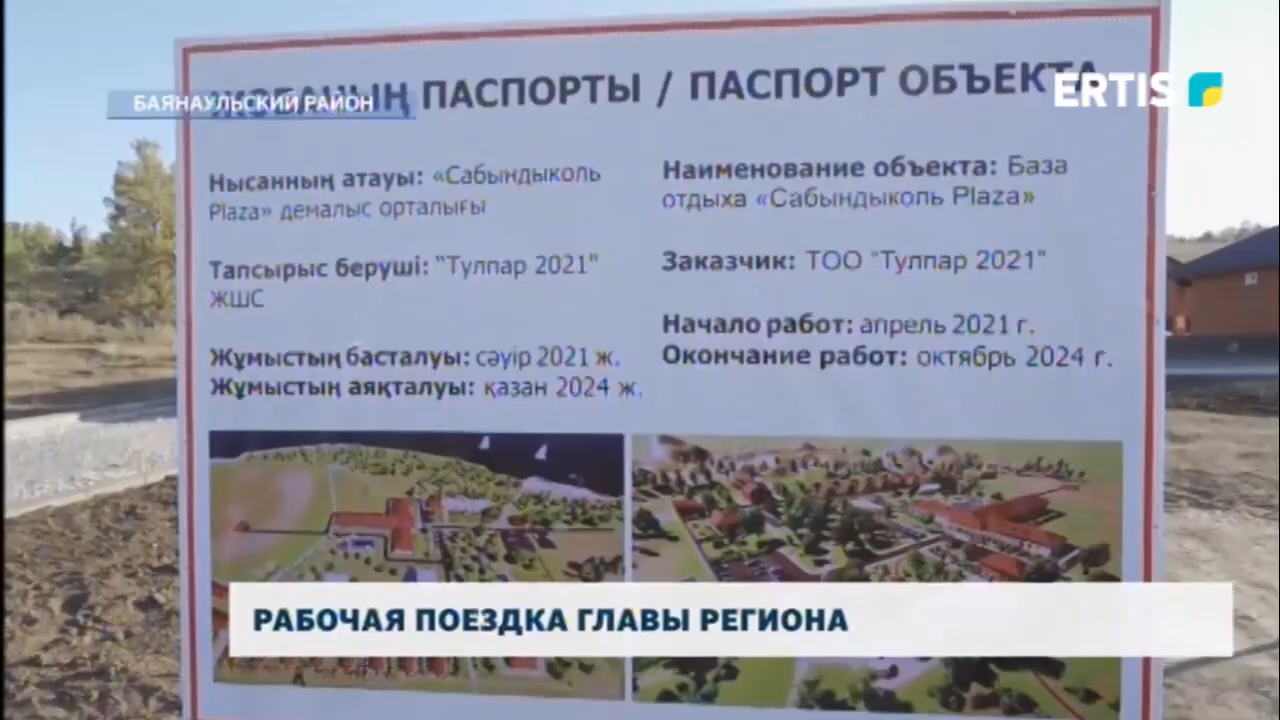 ПАСПОРТЫ / ПАСПОРТ ОБЪЕКТА
БАЯНАУЛЬСКИЙ РАЙОН
ERTIS
Нысанның атауы: «Сабындыколь
Plaza» демалыс орталығы
Тапсырыс беруші: "Тулпар 2021"
ЖШС
Жұмыстың басталуы: сәуір 2021 ж.
Жұмыстың аяқталуы: қазан 2024 ж.
Наименование объекта: База
отдыха «Сабындыколь Plaza»
Заказчик: ТОО "Тулпар 2021"
Начало работ: апрель 2021 г.
Окончание работ: октябрь 2024 г.
РАБОЧАЯ ПОЕЗДКА ГЛАВЫ РЕГИОНА